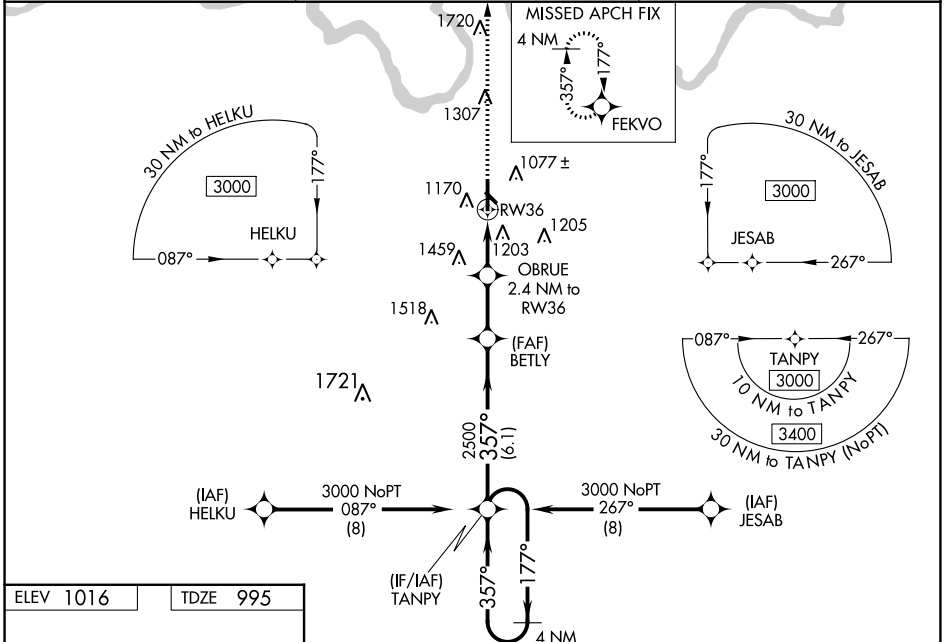 MISSED APCH FIX
4 NM
357°
177°
FEKVO
1720
1307
30 NM to HELKU
3000
177°
HELKU
087°
30 NM to JESAB
177°
3000
JESAB
267°
1077 ±
1170
RW36
1203
1205
1459
OBRUE
2.4 NM to
RW36
1518
(FAF)
BETLY
1721
087°
267°
TANPY
3000
10 NM to TANPY
3400
30 NM to TANPY (NoPT)
2500
357°
(6.1)
(IAF)
HELKU
3000 NoPT
087°
(8)
3000 NoPT
267°
(8)
(IAF)
JESAB
(IF/IAF)
TANPY
357°
177°
4 NM
ELEV 1016
TDZE 995